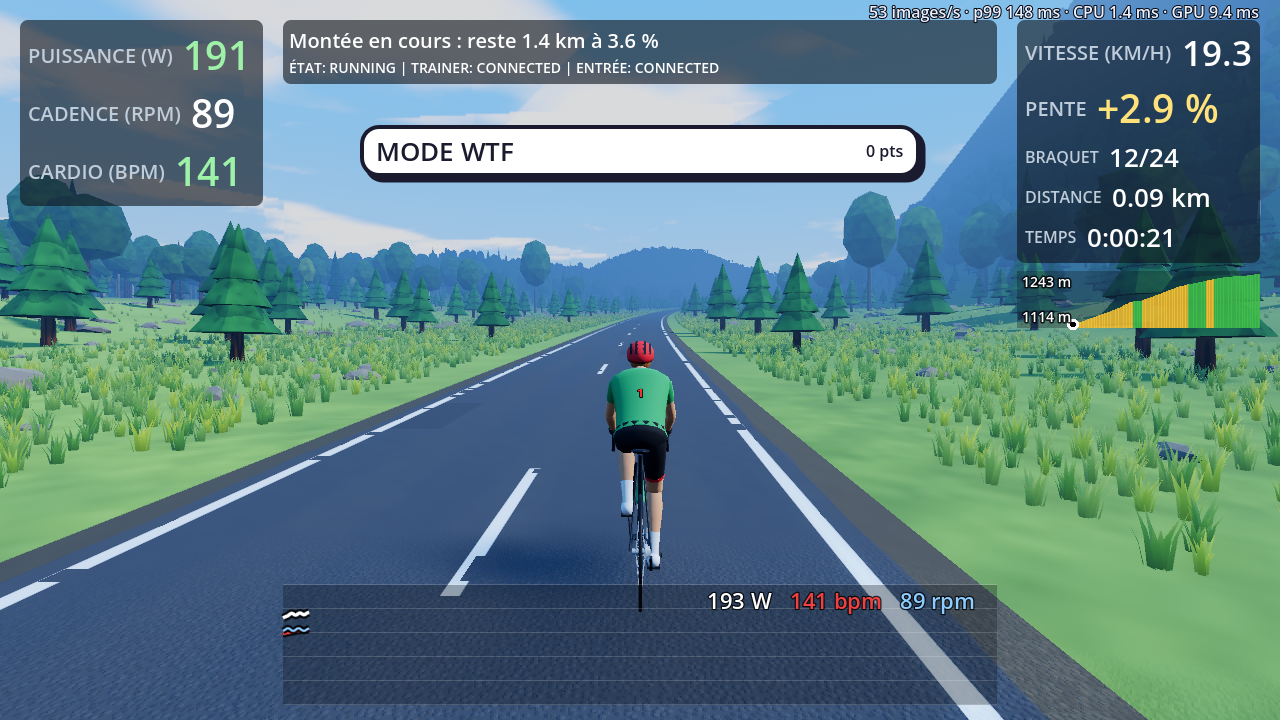 53 images/s · p99 148 ms · CPU 1.4 ms · GPU 9.4 ms
PUISSANCE (W) 191
CADENCE (RPM) 89
CARDIO (BPM) 141
Montée en cours : reste 1.4 km à 3.6 %
ÉTAT: RUNNING | TRAINER: CONNECTED | ENTRÉE: CONNECTED
MODE WTF 0 pts
VITESSE (KM/H) 19.3
PENTE +2.9 %
BRAQUET 12/24
DISTANCE 0.09 km
TEMPS 0:00:21
1243 m
1114 m
1
193 W 141 bpm 89 rpm